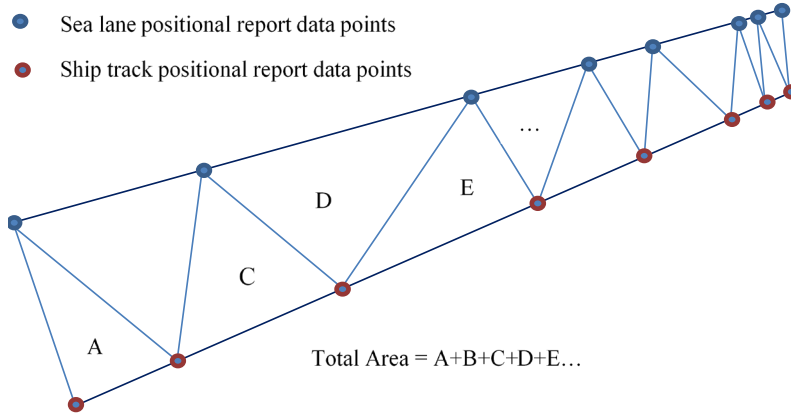 Sea lane positional report data points
Ship track positional report data points
…
D
E
C
A
Total Area = A+B+C+D+E…